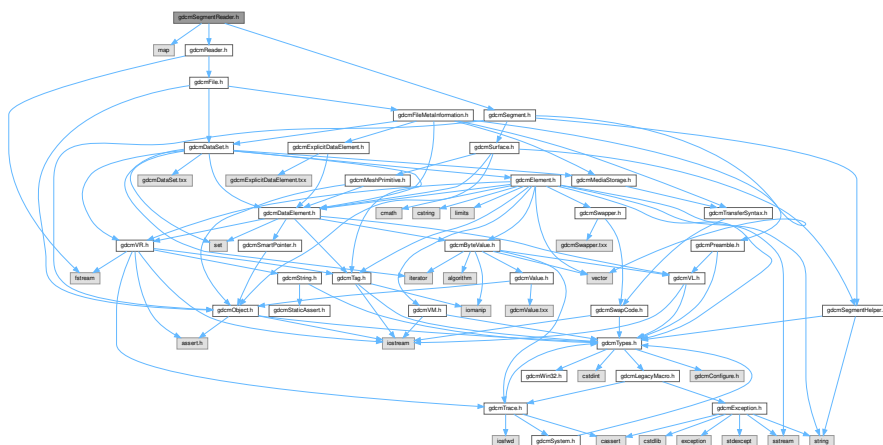 gdcmSegmentReader.h
map
gdcmReader.h
gdcmFile.h
gdcmFileMetaInformation.h
gdcmSegment.h
gdcmDataSet.h
gdcmExplicitDataElement.h
gdcmSurface.h
gdcmDataSet.txx
gdcmExplicitDataElement.txx
gdcmMeshPrimitive.h
gdcmElement.h
gdcmMediaStorage.h
gdcmDataElement.h
cmath
cstring
limits
gdcmSwapper.h
gdcmTransferSyntax.h
gdcmVR.h
set
gdcmSmartPointer.h
gdcmByteValue.h
gdcmSwapper.txx
gdcmPreamble.h
fstream
gdcmString.h
gdcmTag.h
iterator
algorithm
gdcmValue.h
vector
gdcmVL.h
gdcmObject.h
gdcmStaticAssert.h
gdcmVM.h
iomanip
gdcmValue.txx
gdcmSwapCode.h
gdcmSegmentHelper.h
assert.h
iostream
gdcmTypes.h
gdcmWin32.h
cstdint
gdcmLegacyMacro.h
gdcmConfigure.h
gdcmTrace.h
gdcmException.h
iosfwd
gdcmSystem.h
cassert
cstdlib
exception
stdexcept
sstream
string